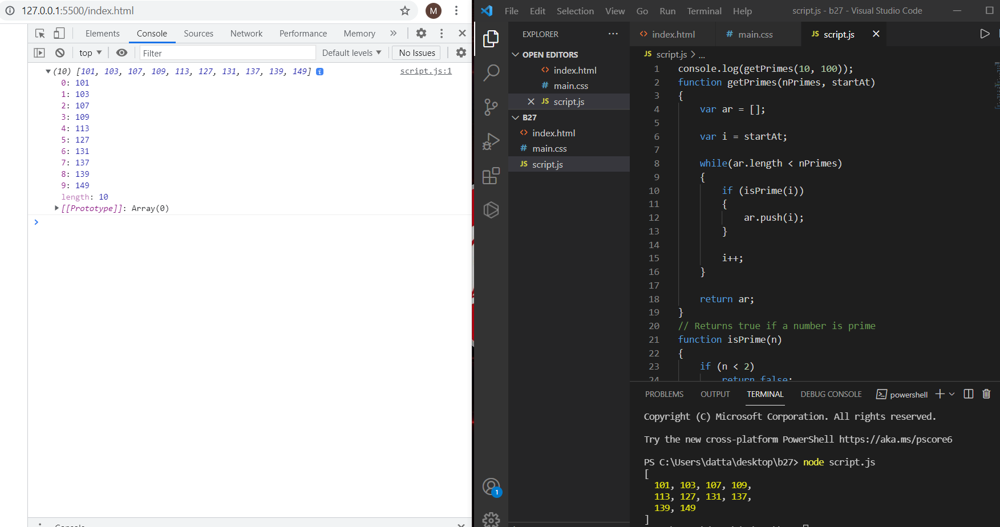 127.0.0.1:5500/index.html
M
Elements Console Sources Network Performance Memory
top Filter Default levels No Issues
(10) [101, 103, 107, 109, 113, 127, 131, 137, 139, 149] i script.js:1
0: 101
1: 103
2: 107
3: 109
4: 113
5: 127
6: 131
7: 137
8: 139
9: 149
length: 10
[[Prototype]]: Array(0)
>
Console
File Edit Selection View Go Run Terminal Help script.js - b27 - Visual Studio Code
EXPLORER
OPEN EDITORS
<> index.html
# main.css
JS script.js
B27
<> index.html
# main.css
JS script.js
1
<> index.html # main.css JS script.js
JS script.js > ...
1 console.log(getPrimes(10, 100));
2 function getPrimes(nPrimes, startAt)
3 {
4 var ar = [];
5
6 var i = startAt;
7
8 while(ar.length < nPrimes)
9 {
10 if (isPrime(i))
11 {
12 ar.push(i);
13 }
14
15 i++;
16 }
17
18 return ar;
19 }
20 // Returns true if a number is prime
21 function isPrime(n)
22 {
23 if (n < 2)
24 return false;
PROBLEMS OUTPUT TERMINAL DEBUG CONSOLE powershell
Copyright (C) Microsoft Corporation. All rights reserved.
Try the new cross-platform PowerShell https://aka.ms/pscore6
PS C:\Users\datta\desktop\b27> node script.js
[
101, 103, 107, 109,
113, 127, 131, 137,
139, 149
]